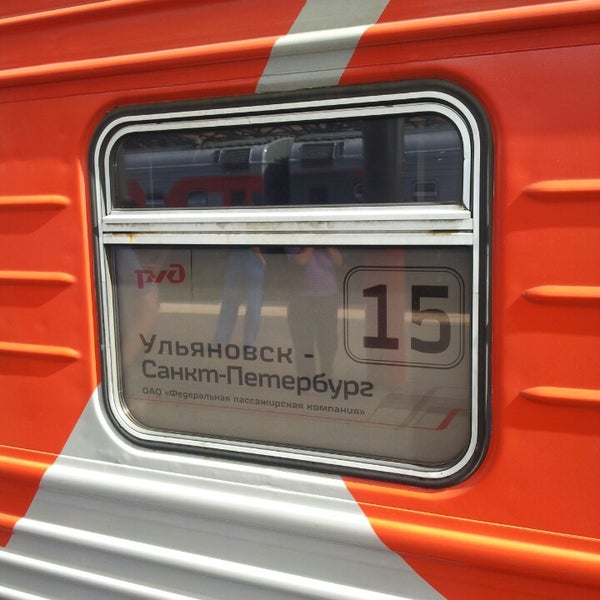 РЖД
15
Ульяновск -
Санкт-Петербург
ОАО «Федеральная пассажирская компания»